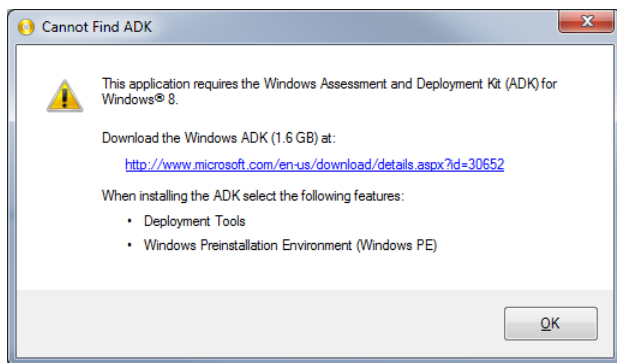 Cannot Find ADK
This application requires the Windows Assessment and Deployment Kit (ADK) for
Windows® 8.
Download the Windows ADK (1.6 GB) at:
http://www.microsoft.com/en-us/download/details.aspx?id=30652
When installing the ADK select the following features:
• Deployment Tools
• Windows Preinstallation Environment (Windows PE)
OK